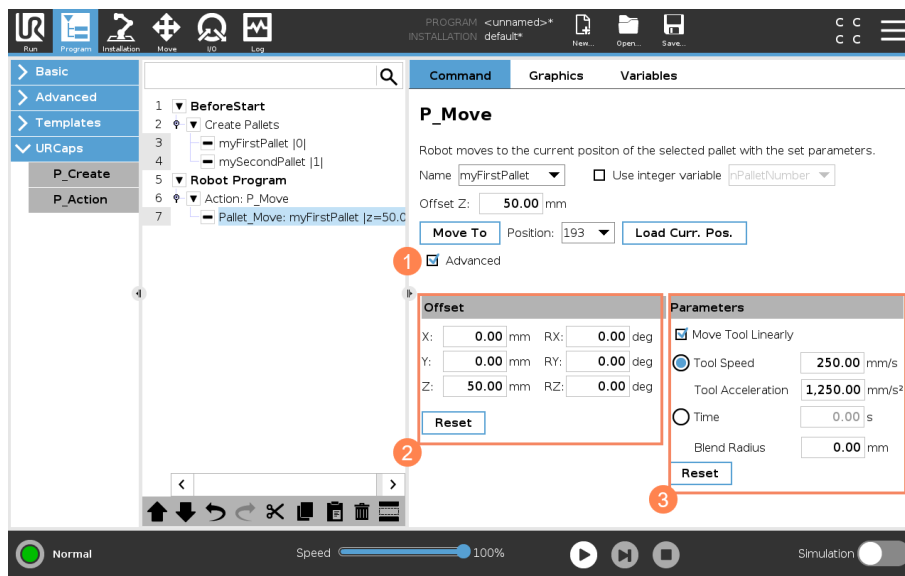 PROGRAM <unnamed>*
INSTALLATION default*
Run Program Installation Move I/O Log New... Open... Save...
C C
C C
Basic
Advanced
Templates
URCaps
P_Create
P_Action
1 BeforeStart
2 Create Pallets
3 myFirstPallet |0|
4 mySecondPallet |1|
5 Robot Program
6 Action: P_Move
7 Pallet_Move: myFirstPallet |z=50.0
Command Graphics Variables
P_Move
Robot moves to the current positon of the selected pallet with the set parameters.
Name myFirstPallet Use integer variable nPalletNumber
Offset Z: 50.00 mm
Move To Position: 193 Load Curr. Pos.
1 Advanced
Offset
X: 0.00 mm RX: 0.00 deg
Y: 0.00 mm RY: 0.00 deg
Z: 50.00 mm RZ: 0.00 deg
Reset
2
Parameters
Move Tool Linearly
Tool Speed 250.00 mm/s
Tool Acceleration 1,250.00 mm/s²
Time 0.00 s
Blend Radius 0.00 mm
Reset
3
Normal Speed 100% Simulation